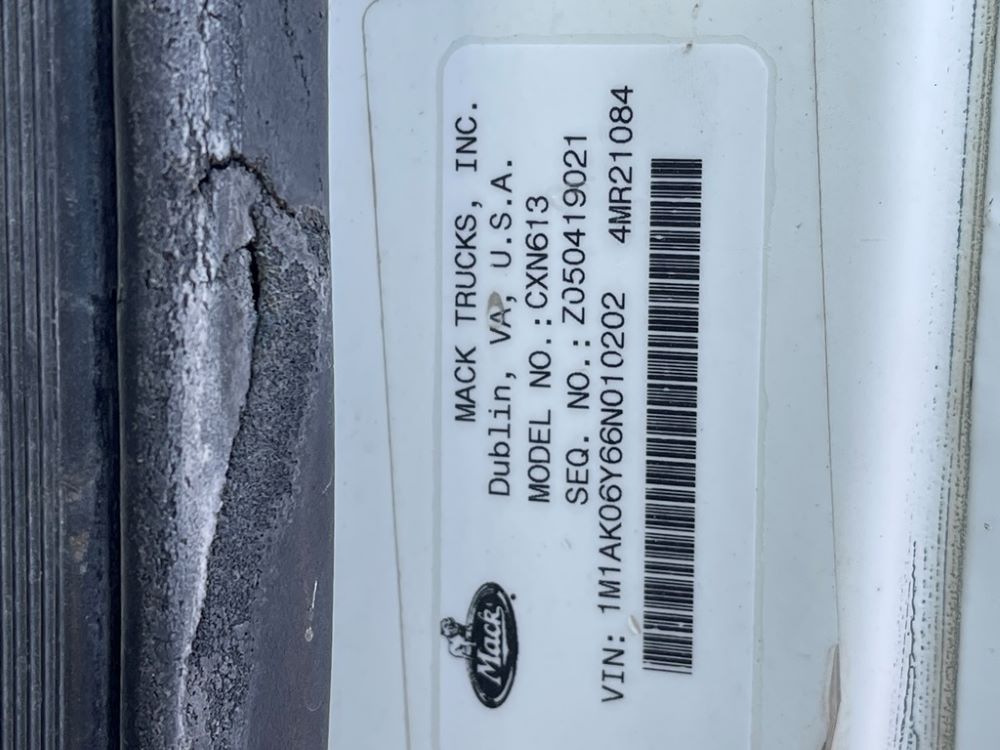 MACK TRUCKS, INC.
Dublin, VA, U.S.A.
MODEL NO.: CXN613
SEQ. NO.: Z050419021
VIN: 1M1AK06Y66N010202 4MR21084
Mack